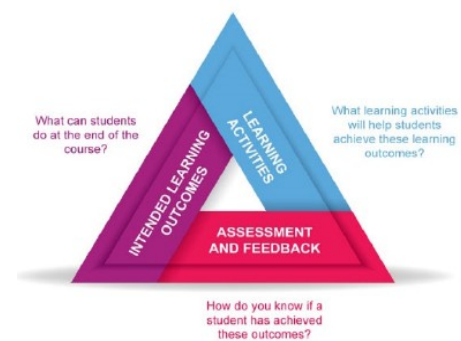 What can students
do at the end of the
course?
INTENDED LEARNING
OUTCOMES
LEARNING
ACTIVITIES
What learning activities
will help students
achieve these learning
outcomes?
ASSESSMENT
AND FEEDBACK
How do you know if a
student has achieved
these outcomes?